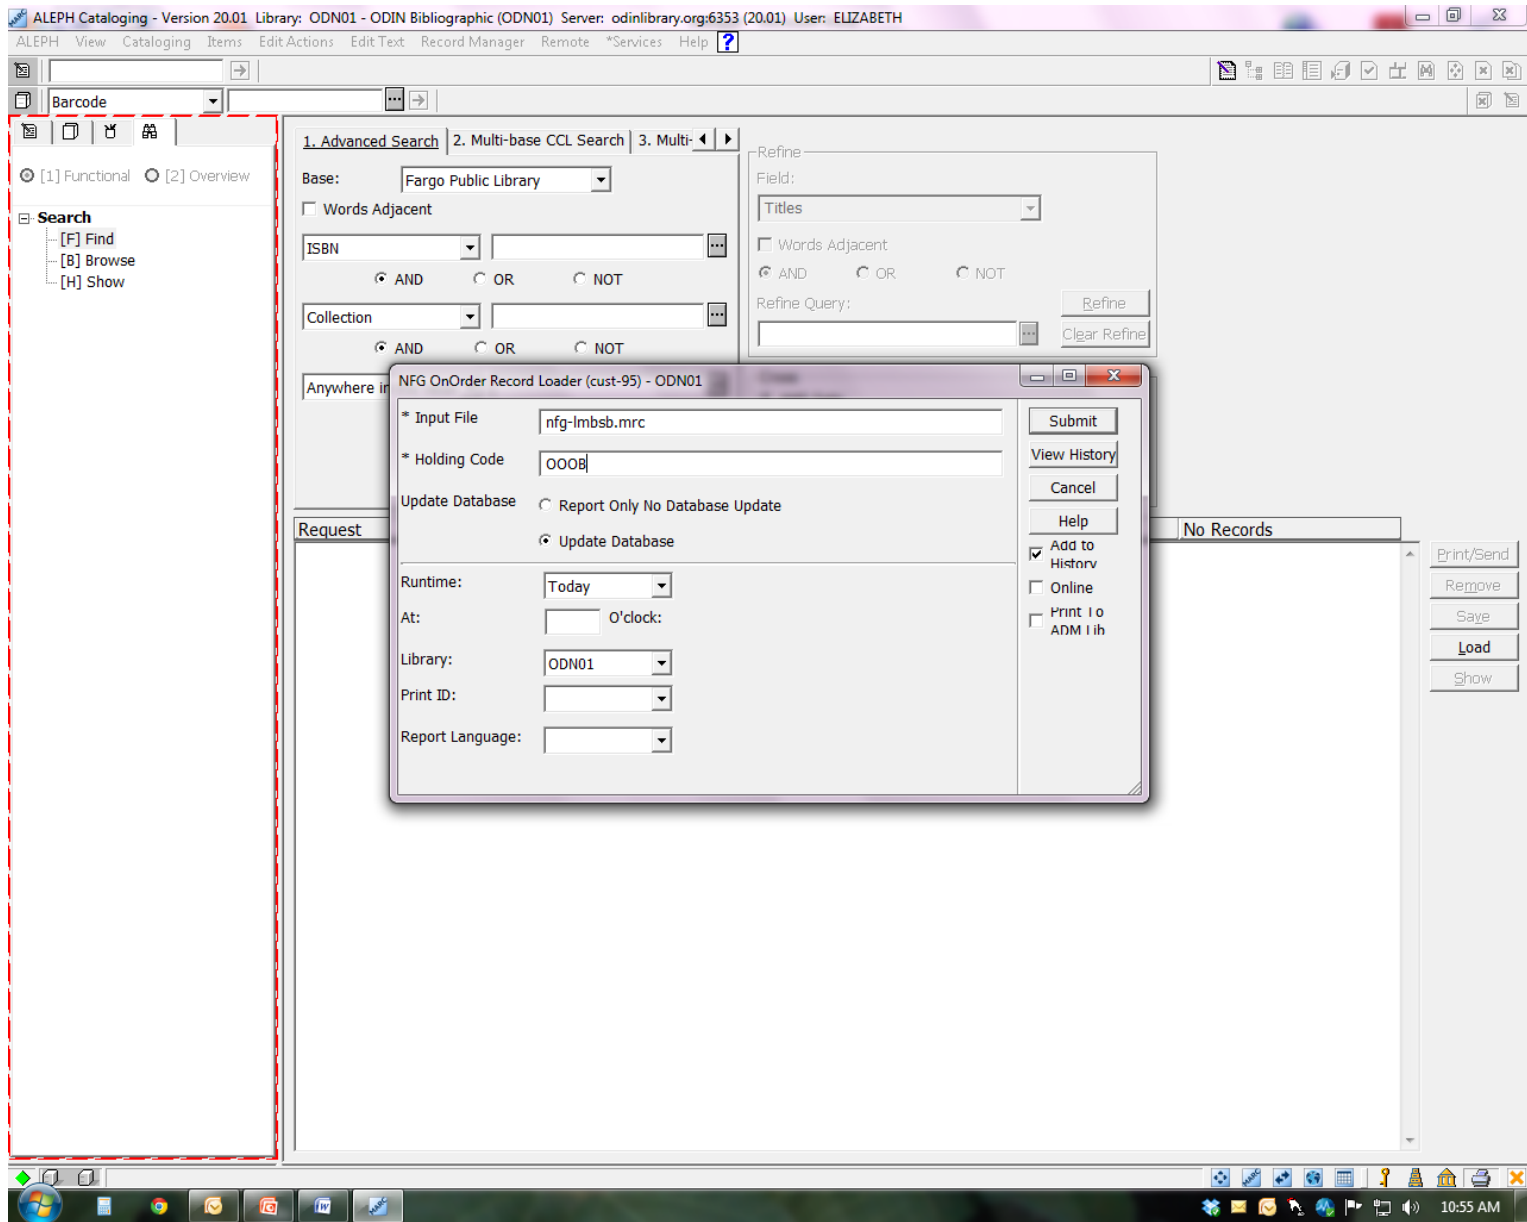 ALEPH Cataloging - Version 20.01 Library: ODN01 - ODIN Bibliographic (ODN01) Server: odinlibrary.org:6353 (20.01) User: ELIZABETH
ALEPH View Cataloging Items Edit Actions Edit Text Record Manager Remote *Services Help ?
Barcode
1. Advanced Search 2. Multi-base CCL Search 3. Multi-
[1] Functional [2] Overview
Search
[F] Find
[B] Browse
[H] Show
Base: Fargo Public Library
Words Adjacent
ISBN
AND OR NOT
Collection
AND OR NOT
Anywhere in
Refine
Field:
Titles
Words Adjacent
AND OR NOT
Refine Query: Refine
Clear Refine
NFG OnOrder Record Loader (cust-95) - ODN01
* Input File nfg-lmbsb.mrc
* Holding Code OOOB
Update Database Report Only No Database Update
Update Database
Runtime: Today
At: O'clock:
Library: ODN01
Print ID:
Report Language:
Submit
View History
Cancel
Help
Add to
History
Online
Print To
ADM Lib
Request No Records
Print/Send
Remove
Save
Load
Show
10:55 AM